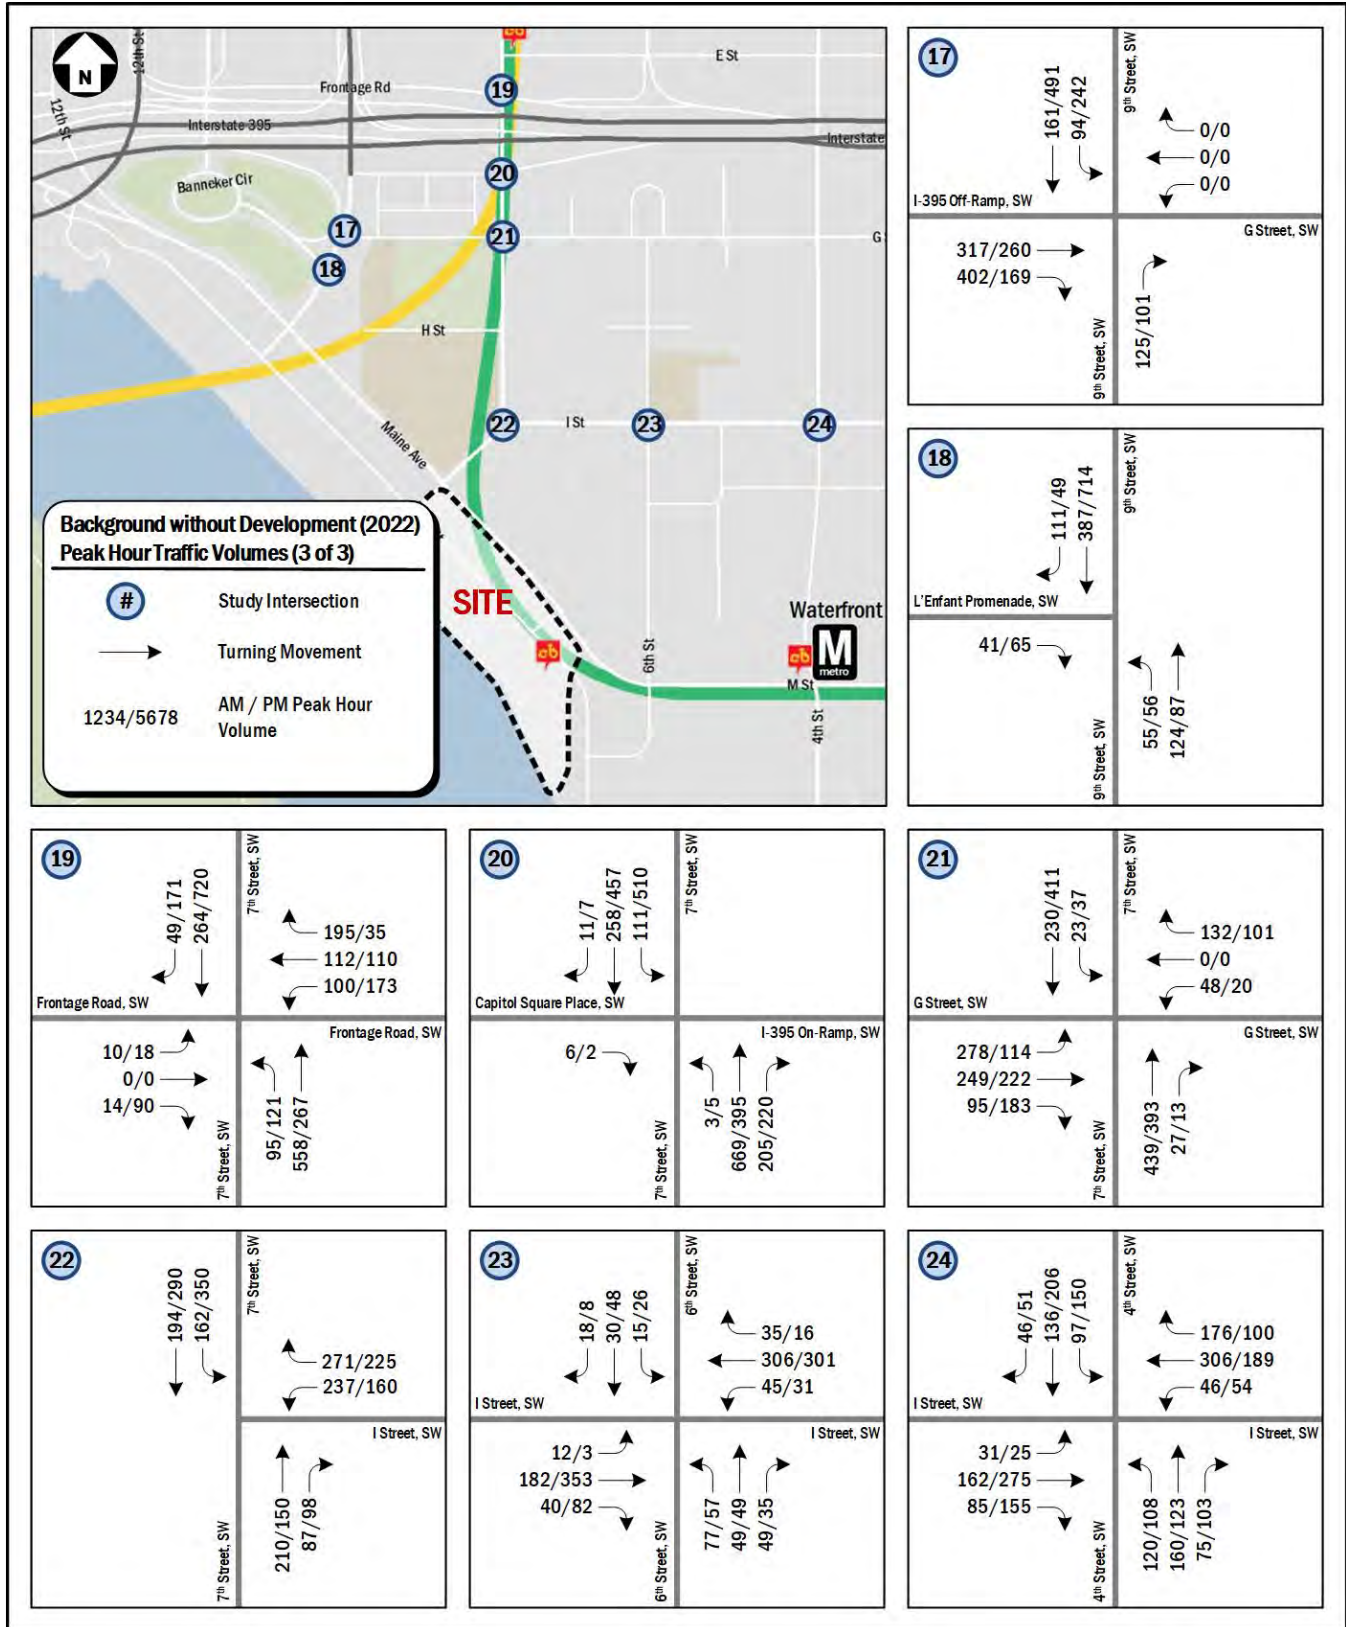 N
12th St
12th St
Frontage Rd
E St
Interstate 395
Interstate
Banneker Cir
19
20
17
21
18
G
H St
Maine Ave
22
I St
23
24
SITE
Waterfront
M
metro
M St
6th St
4th St
cb
cb
cb
Background without Development (2022)
Peak Hour Traffic Volumes (3 of 3)
# Study Intersection
Turning Movement
1234/5678 AM / PM Peak Hour
Volume
17
161/491
94/242
9th Street, SW
0/0
0/0
0/0
I-395 Off-Ramp, SW
G Street, SW
317/260
402/169
9th Street, SW
125/101
18
111/49
387/714
9th Street, SW
L'Enfant Promenade, SW
41/65
9th Street, SW
55/56
124/87
19
49/171
264/720
7th Street, SW
195/35
112/110
100/173
Frontage Road, SW
Frontage Road, SW
10/18
0/0
14/90
7th Street, SW
95/121
558/267
20
11/7
258/457
111/510
7th Street, SW
Capitol Square Place, SW
I-395 On-Ramp, SW
6/2
7th Street, SW
3/5
669/395
205/220
21
230/411
23/37
7th Street, SW
132/101
0/0
48/20
G Street, SW
G Street, SW
278/114
249/222
95/183
7th Street, SW
439/393
27/13
22
194/290
162/350
7th Street, SW
271/225
237/160
I Street, SW
7th Street, SW
210/150
87/98
23
18/8
30/48
15/26
6th Street, SW
35/16
306/301
45/31
I Street, SW
I Street, SW
12/3
182/353
40/82
6th Street, SW
77/57
49/49
49/35
24
46/51
136/206
97/150
4th Street, SW
176/100
306/189
46/54
I Street, SW
I Street, SW
31/25
162/275
85/155
4th Street, SW
120/108
160/123
75/103